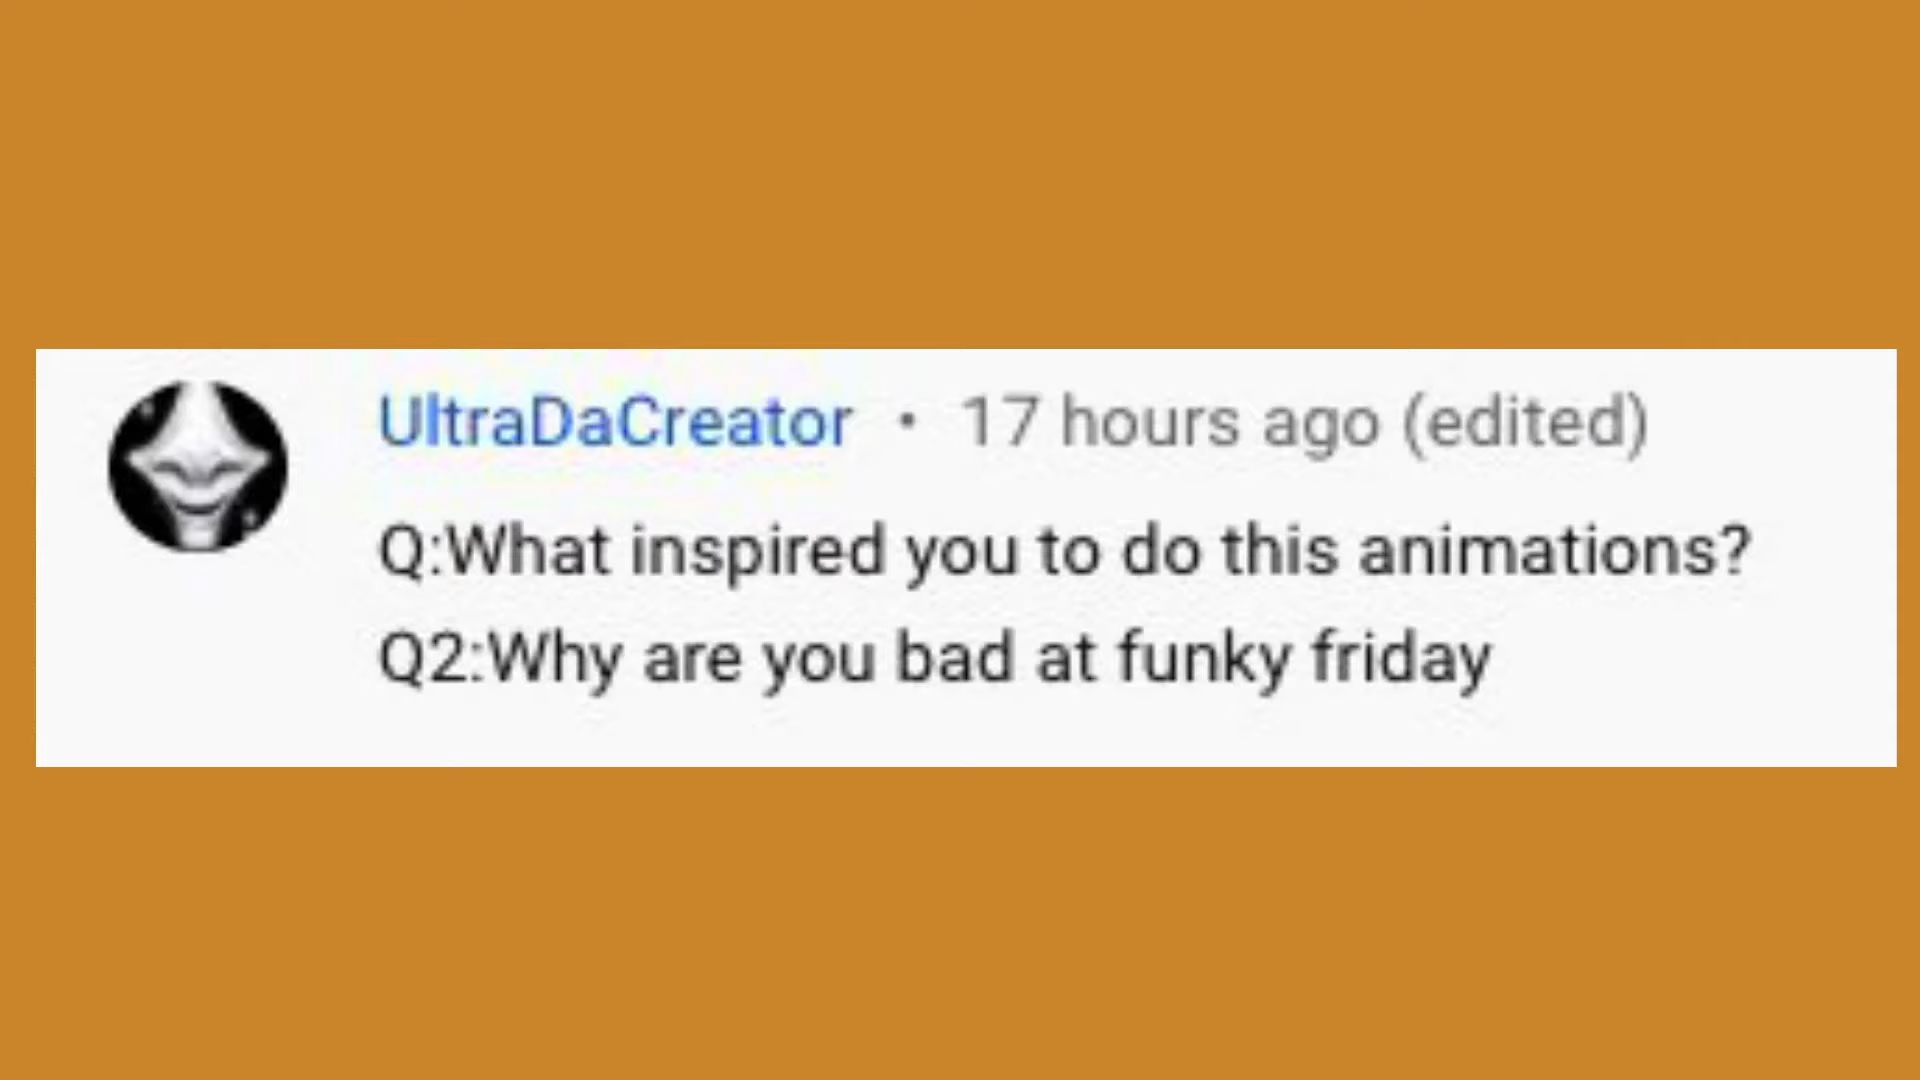 UltraDaCreator • 17 hours ago (edited)
Q:What inspired you to do this animations?
Q2:Why are you bad at funky friday